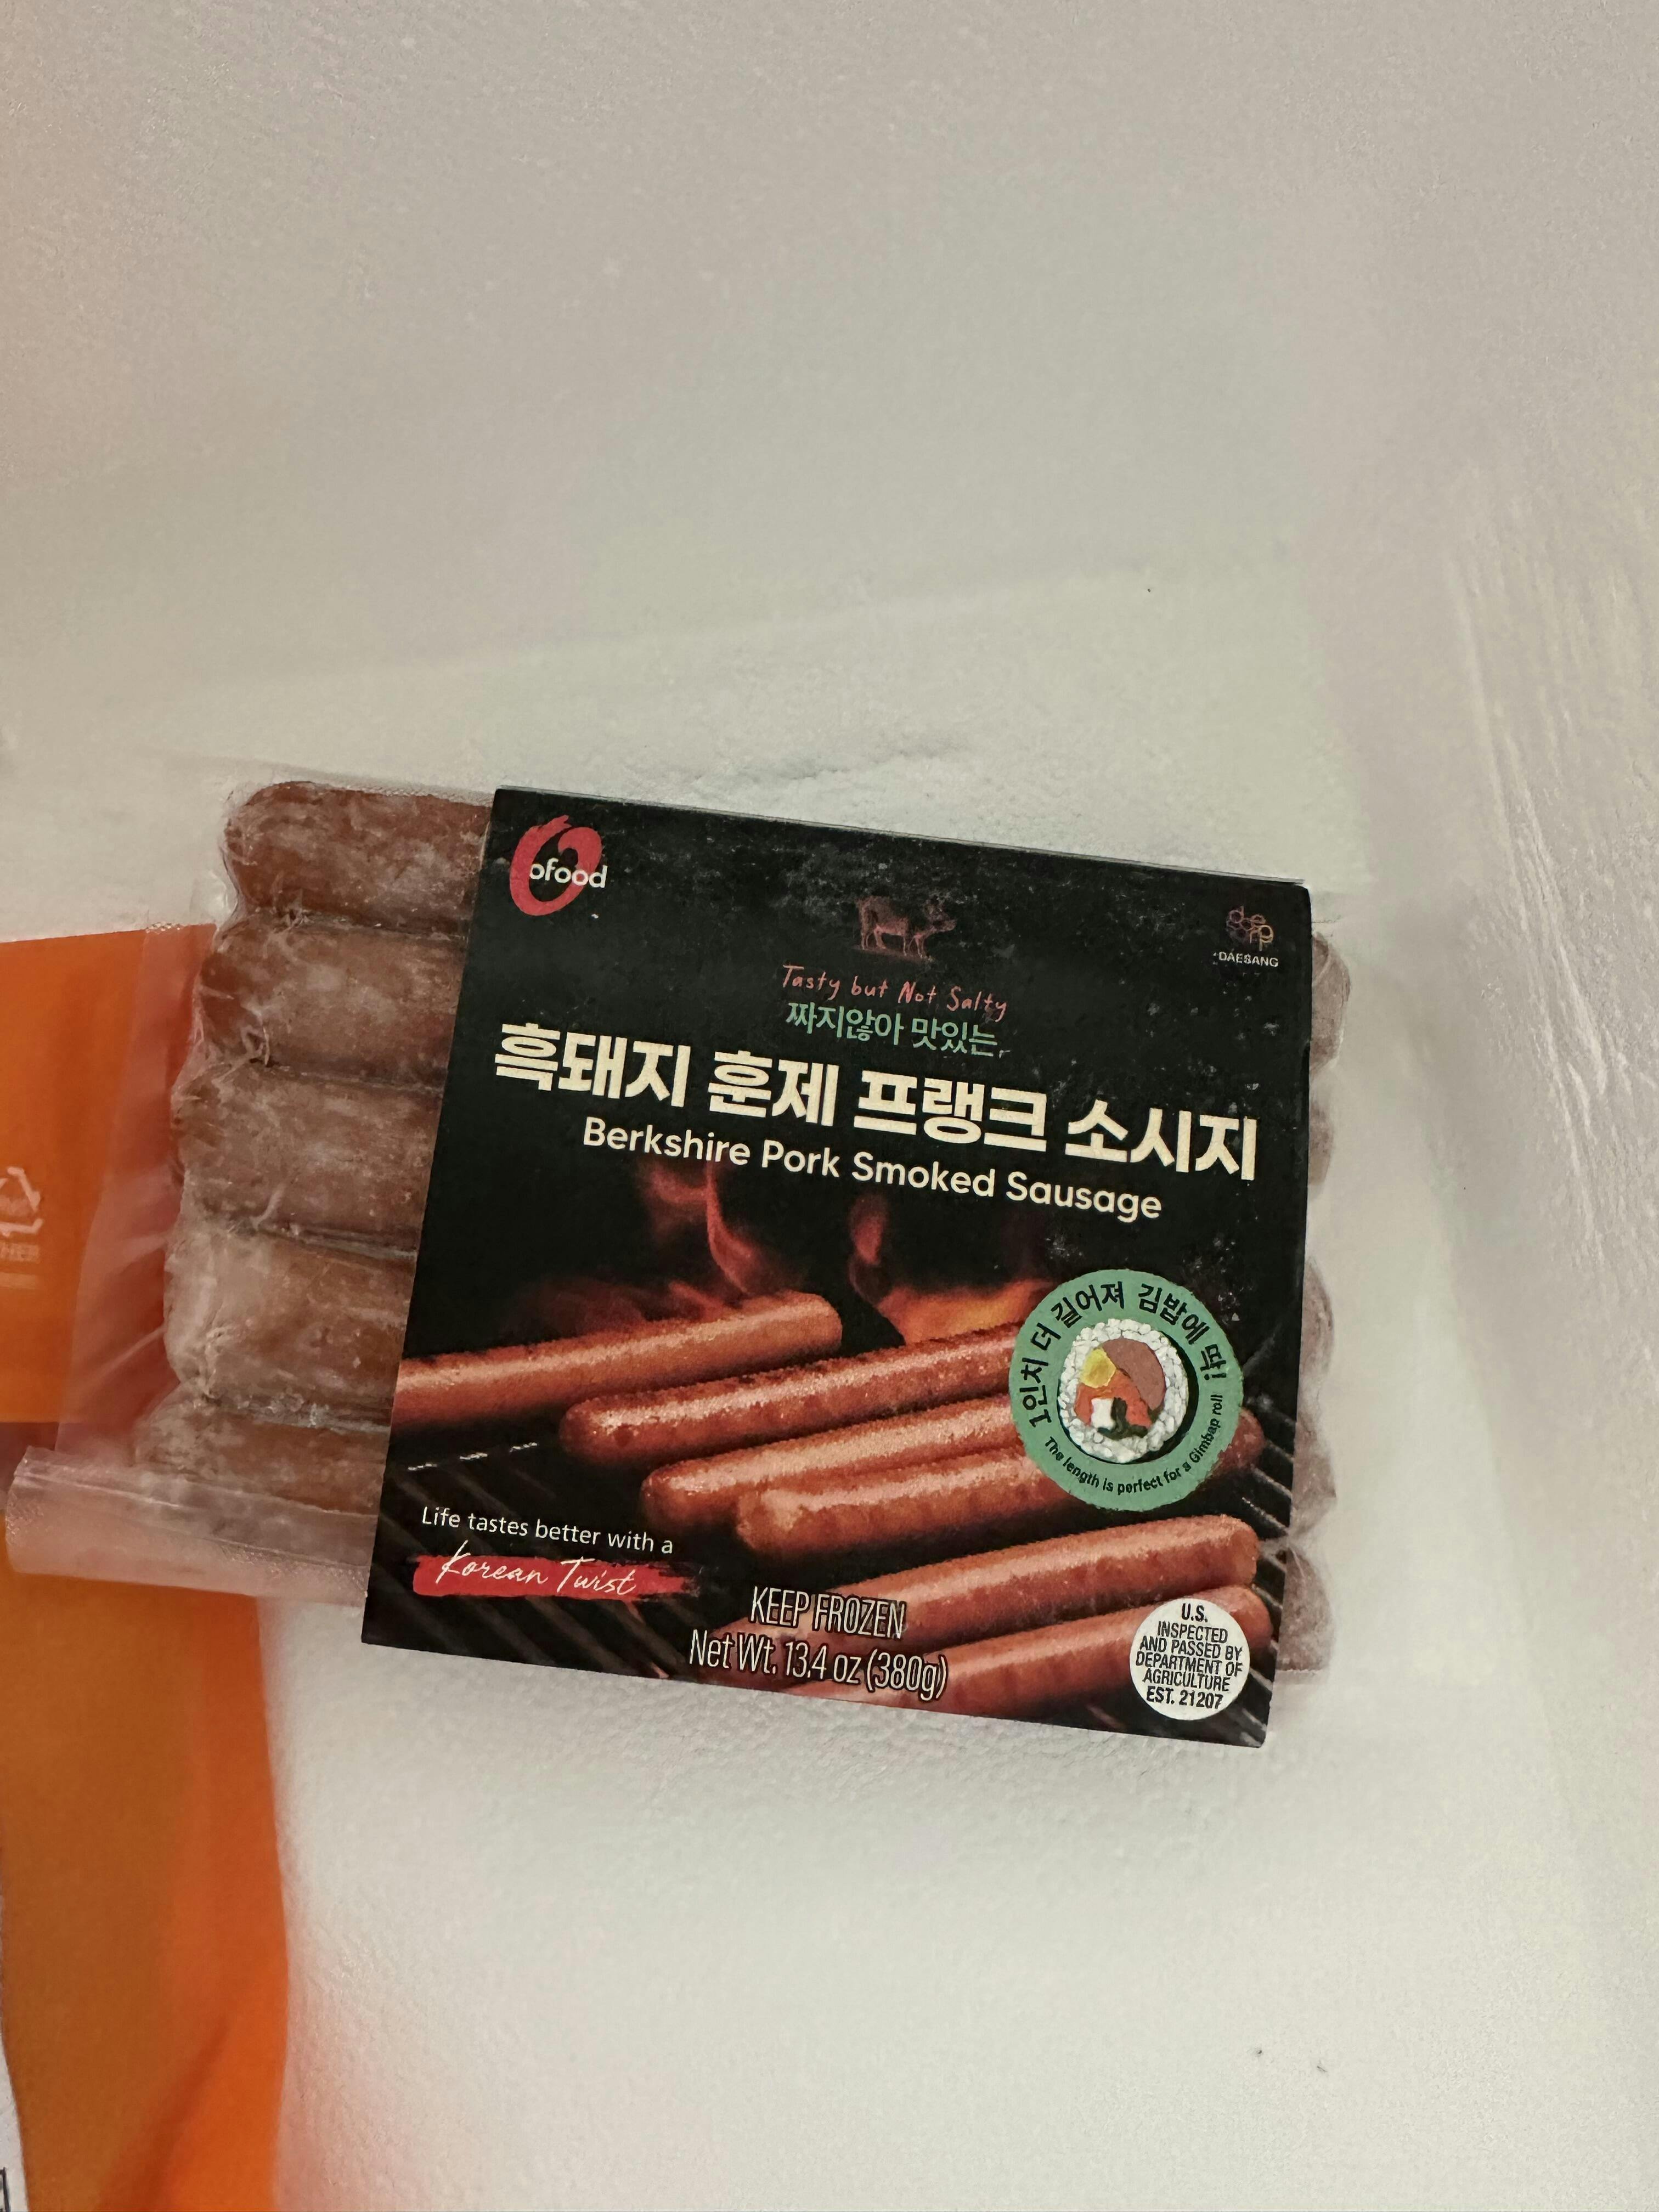 ofood
DAESANG
Tasty but Not Salty
짜지않아 맛있는
흑돼지 훈제 프랭크 소시지
Berkshire Pork Smoked Sausage
1인치 더 길어져 김밥에 딱!
The length is perfect for a Gimbap roll
Life tastes better with a
Korean Twist
KEEP FROZEN
Net Wt. 13.4 oz (380g)
U.S.
INSPECTED
AND PASSED BY
DEPARTMENT OF
AGRICULTURE
EST. 21207